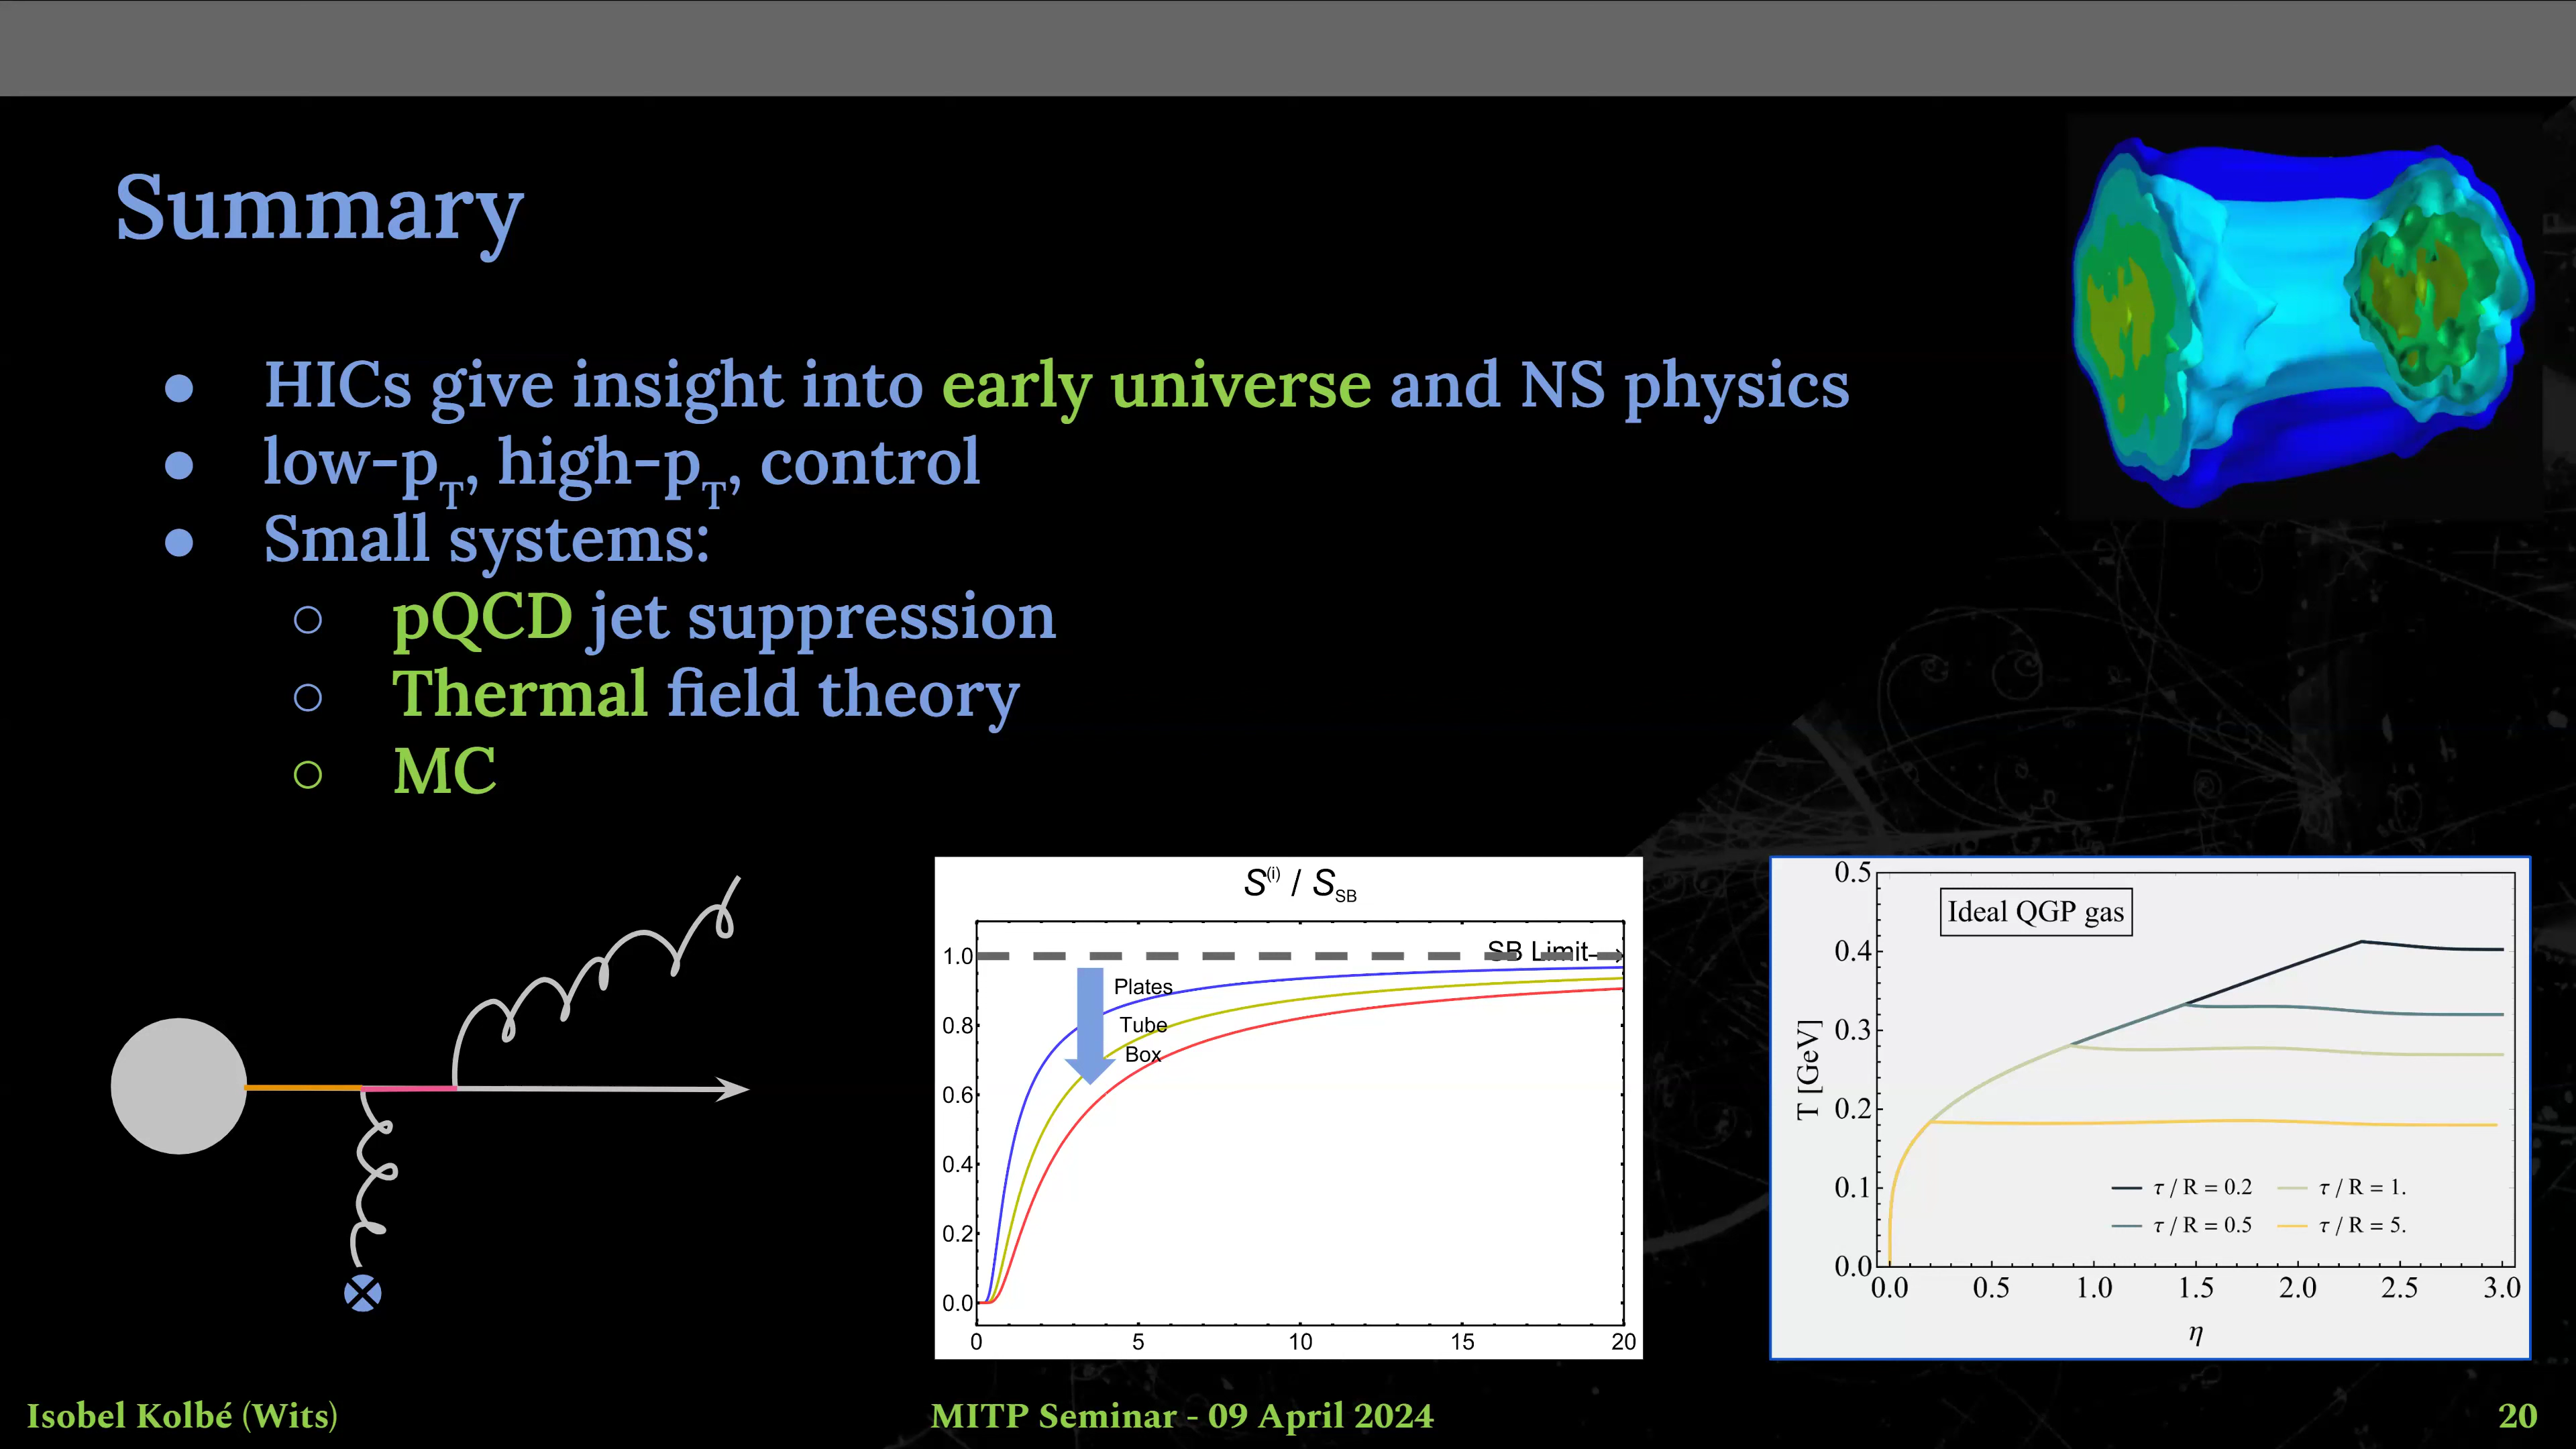 Summary
● HICs give insight into early universe and NS physics
● low-p_T, high-p_T, control
● Small systems:
○ pQCD jet suppression
○ Thermal field theory
○ MC
S^(i) / S_SB
1.0
0.8
0.6
0.4
0.2
0.0
SB Limit
Plates
Tube
Box
0 5 10 15 20
Ideal QGP gas
T [GeV]
0.5
0.4
0.3
0.2
0.1
0.0
τ / R = 0.2 τ / R = 1.
τ / R = 0.5 τ / R = 5.
0.0 0.5 1.0 1.5 2.0 2.5 3.0
η
Isobel Kolbé (Wits) MITP Seminar - 09 April 2024 20